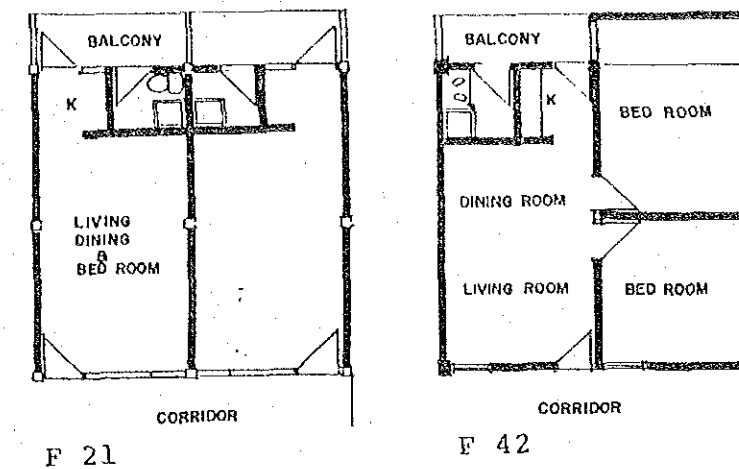 BALCONY
K
LIVING
DINING
&
BED ROOM
CORRIDOR
F 21
BALCONY
K
BED ROOM
DINING ROOM
LIVING ROOM
BED ROOM
CORRIDOR
F 42